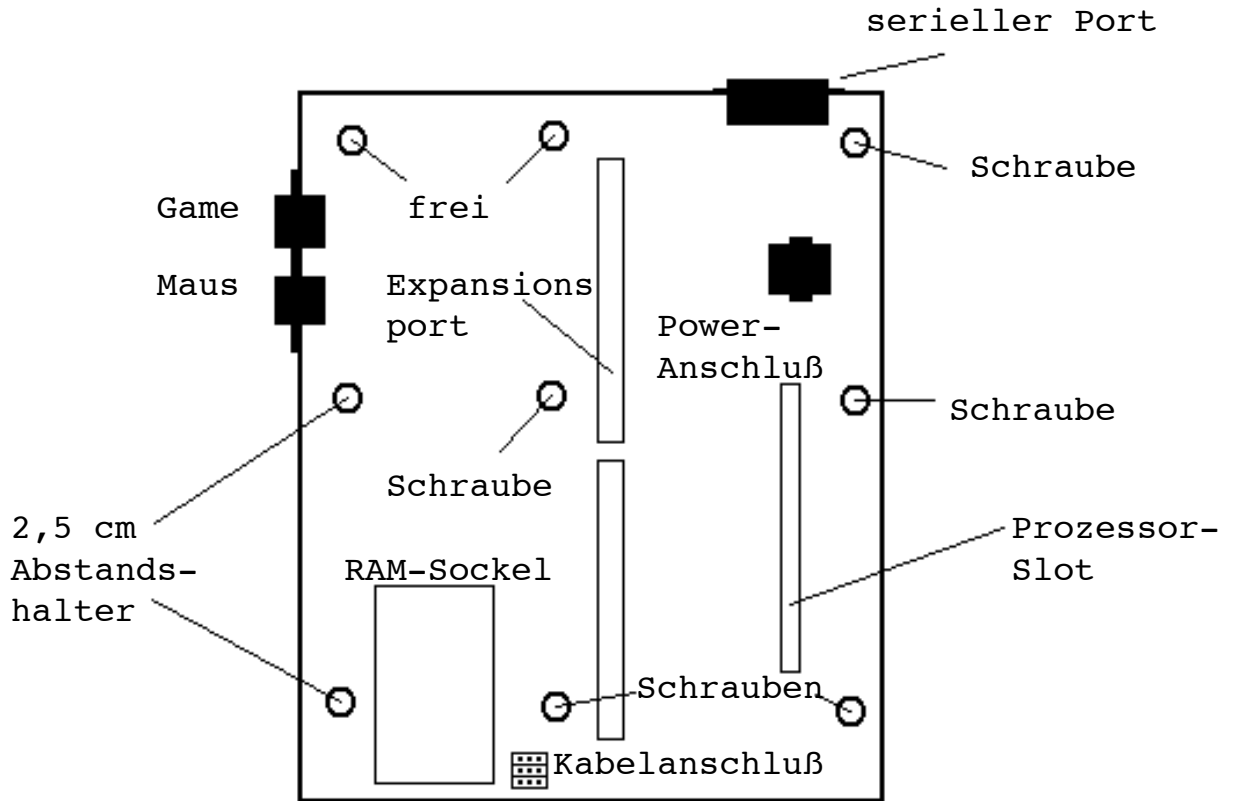 serieller Port
Schraube
Game
frei
Maus
Expansions
port
Power-
Anschluß
Schraube
Schraube
2,5 cm
Abstands-
halter
Prozessor-
Slot
RAM-Sockel
Schrauben
Kabelanschluß